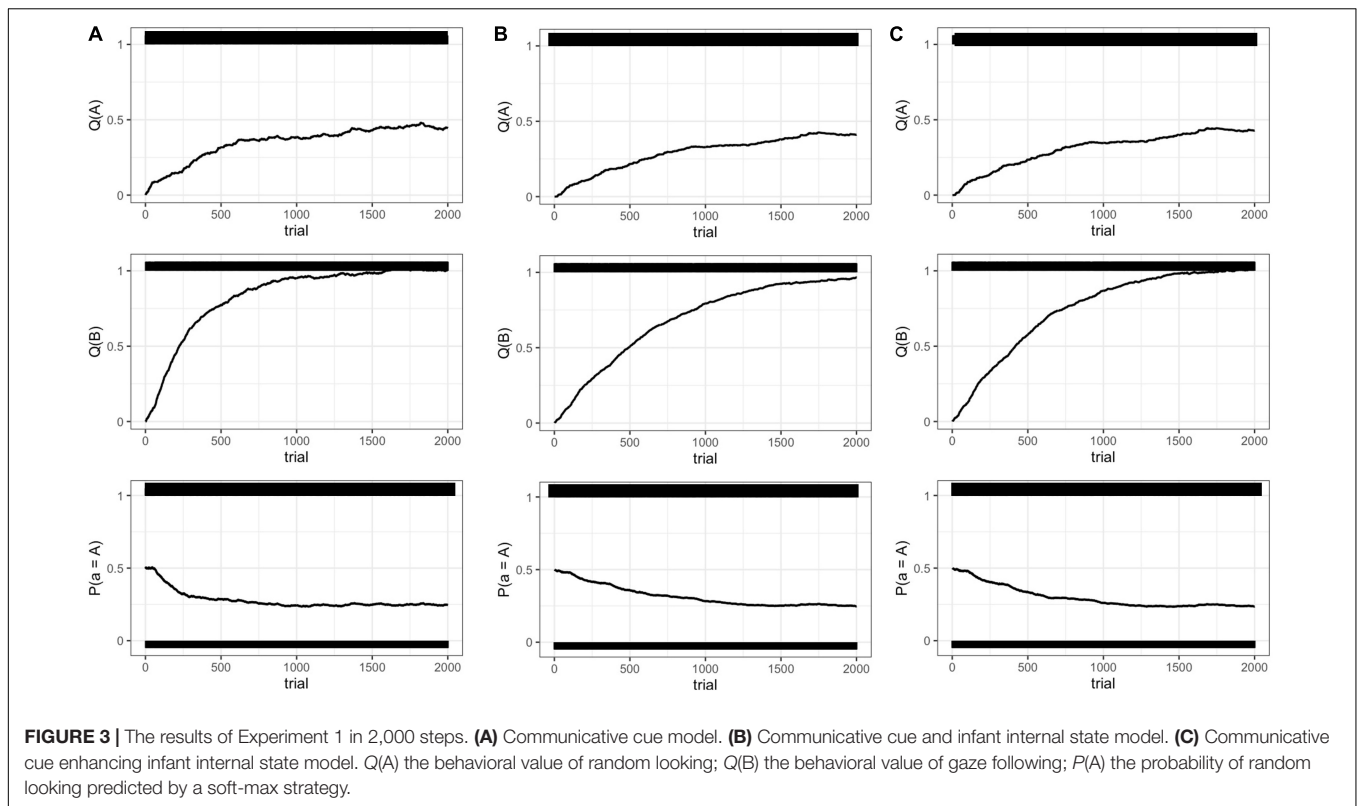 A
B
C
Q(A)
1
0.5
0
0 500 1000 1500 2000
trial
Q(A)
1
0.5
0
0 500 1000 1500 2000
trial
Q(A)
1
0.5
0
0 500 1000 1500 2000
trial
Q(B)
1
0.5
0
0 500 1000 1500 2000
trial
Q(B)
1
0.5
0
0 500 1000 1500 2000
trial
Q(B)
1
0.5
0
0 500 1000 1500 2000
trial
P(a = A)
1
0.5
0
0 500 1000 1500 2000
trial
P(a = A)
1
0.5
0
0 500 1000 1500 2000
trial
P(a = A)
1
0.5
0
0 500 1000 1500 2000
trial
FIGURE 3 | The results of Experiment 1 in 2,000 steps. (A) Communicative cue model. (B) Communicative cue and infant internal state model. (C) Communicative
cue enhancing infant internal state model. Q(A) the behavioral value of random looking; Q(B) the behavioral value of gaze following; P(A) the probability of random
looking predicted by a soft-max strategy.